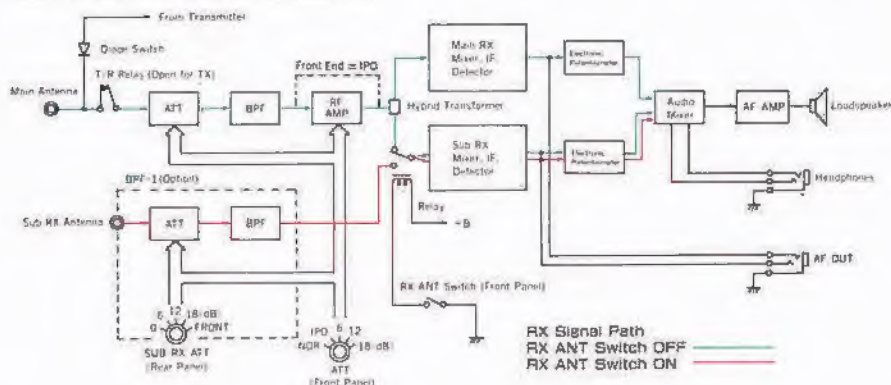 From Transmitter
Diode Switch
T/R Relay (Open for TX)
Main Antenna
ATT
BPF
Front End = IPO
RF
AMP
Hybrid Transformer
Main RX
Mixer, IF,
Detector
Electronic
Potentiometer
Audio
Mixer
AF AMP
Loudspeaker
Sub RX
Mixer, IF,
Detector
Electronic
Potentiometer
Headphones
BPF-1(Option)
Sub RX Antenna
ATT
BPF
Relay
+B
AF OUT
RX ANT Switch (Front Panel)
0 6 12 18(dB)
FRONT
SUB RX ATT
(Rear Panel)
IPO 6 12
NOR 18(dB)
ATT
(Front Panel)
RX Signal Path
RX ANT Switch OFF
RX ANT Switch ON